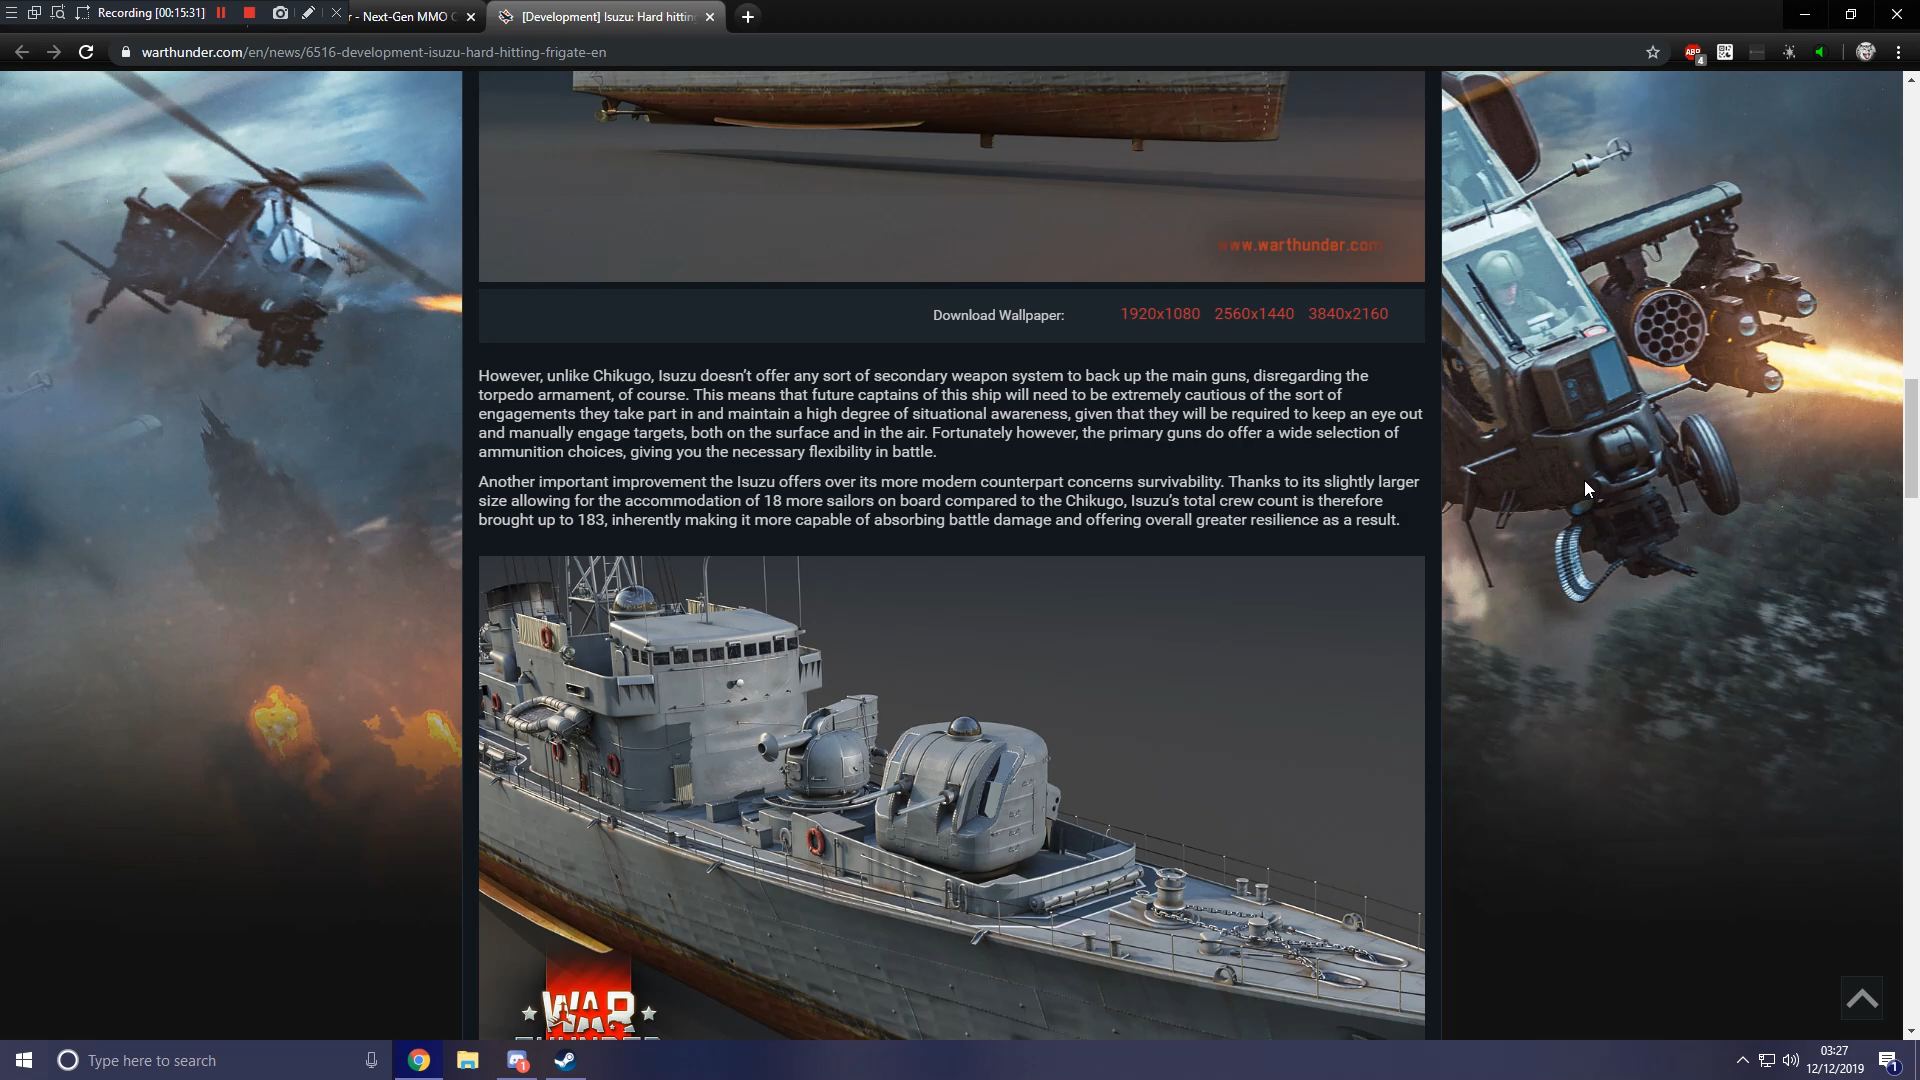 Recording [00:15:31]
r - Next-Gen MMO C
[Development] Isuzu: Hard hittin
warthunder.com/en/news/6516-development-isuzu-hard-hitting-frigate-en
ABP
4
www.warthunder.com
Download Wallpaper: 1920x1080 2560x1440 3840x2160
However, unlike Chikugo, Isuzu doesn’t offer any sort of secondary weapon system to back up the main guns, disregarding the
torpedo armament, of course. This means that future captains of this ship will need to be extremely cautious of the sort of
engagements they take part in and maintain a high degree of situational awareness, given that they will be required to keep an eye out
and manually engage targets, both on the surface and in the air. Fortunately however, the primary guns do offer a wide selection of
ammunition choices, giving you the necessary flexibility in battle.
Another important improvement the Isuzu offers over its more modern counterpart concerns survivability. Thanks to its slightly larger
size allowing for the accommodation of 18 more sailors on board compared to the Chikugo, Isuzu’s total crew count is therefore
brought up to 183, inherently making it more capable of absorbing battle damage and offering overall greater resilience as a result.
WAR
THUNDER
Type here to search
1
03:27
12/12/2019
1